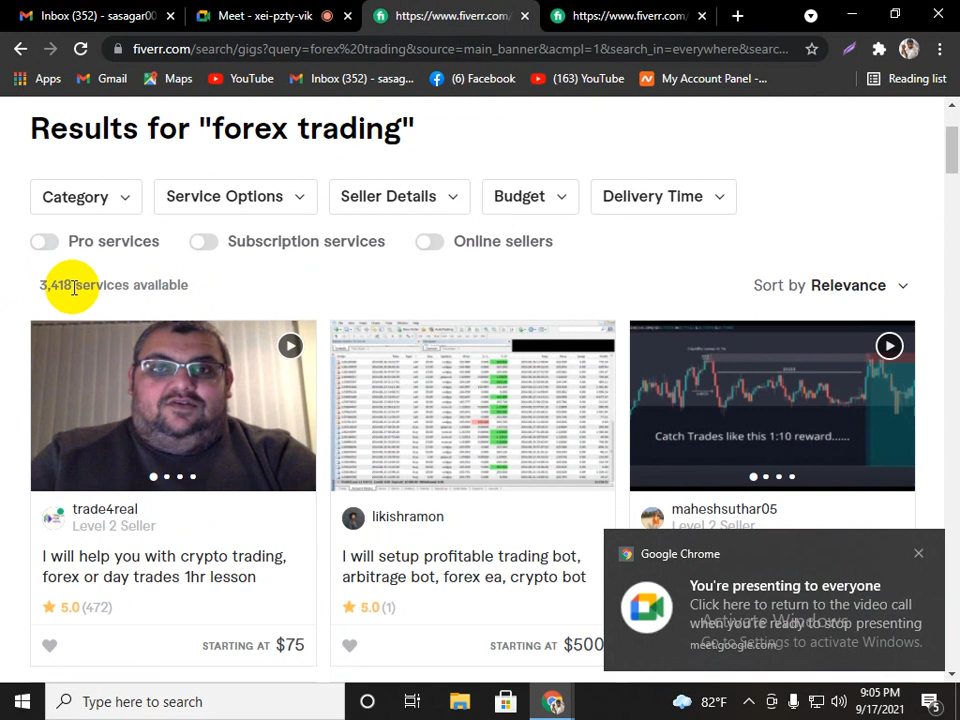 Inbox (352) - sasagar00
Meet - xei-pzty-vik
https://www.fiverr.com/
https://www.fiverr.com/
fiverr.com/search/gigs?query=forex%20trading&source=main_banner&acmpl=1&search_in=everywhere&searc...
Apps
Gmail
Maps
YouTube
Inbox (352) - sasag...
(6) Facebook
(163) YouTube
My Account Panel -...
Reading list
Results for "forex trading"
Category
Service Options
Seller Details
Budget
Delivery Time
Pro services
Subscription services
Online sellers
3,418 services available
Sort by Relevance
Catch Trades like this 1:10 reward......
trade4real
Level 2 Seller
I will help you with crypto trading,
forex or day trades 1hr lesson
5.0 (472)
STARTING AT $75
likishramon
I will setup profitable trading bot,
arbitrage bot, forex ea, crypto bot
5.0 (1)
STARTING AT $500
maheshsuthar05
Level 2 Seller
Google Chrome
You're presenting to everyone
Click here to return to the video call
when you're ready to stop presenting
meet.google.com
Activate Windows
Go to Settings to activate Windows.
Type here to search
82°F
9:05 PM
9/17/2021
5